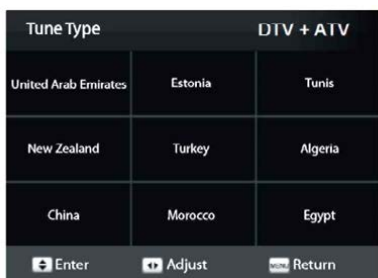 Tune Type DTV + ATV
United Arab Emirates Estonia Tunis
New Zealand Turkey Algeria
China Morocco Egypt
Enter Adjust MENU Return